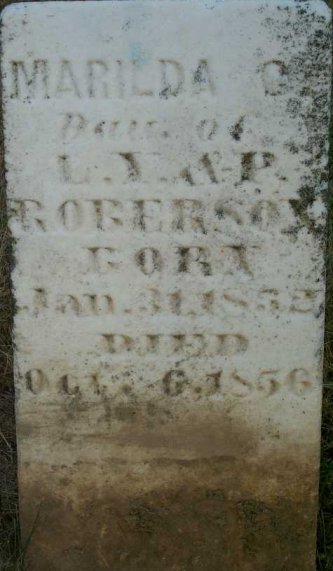 MARILDA C.
Dau. of
L. Y. & P.
ROBERSON
BORN
Jan. 31, 1852
DIED
Oct. 6, 1856